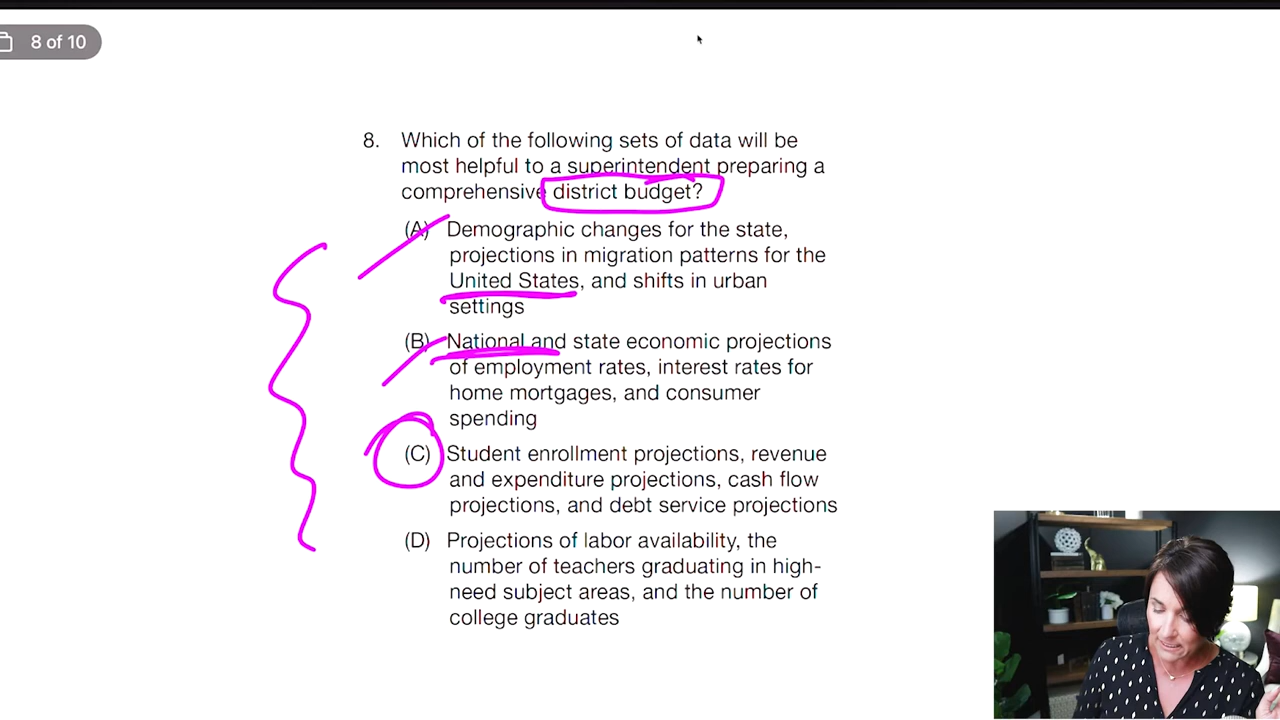 8 of 10
8. Which of the following sets of data will be
most helpful to a superintendent preparing a
comprehensive district budget?
(A) Demographic changes for the state,
projections in migration patterns for the
United States, and shifts in urban
settings
(B) National and state economic projections
of employment rates, interest rates for
home mortgages, and consumer
spending
(C) Student enrollment projections, revenue
and expenditure projections, cash flow
projections, and debt service projections
(D) Projections of labor availability, the
number of teachers graduating in high-
need subject areas, and the number of
college graduates